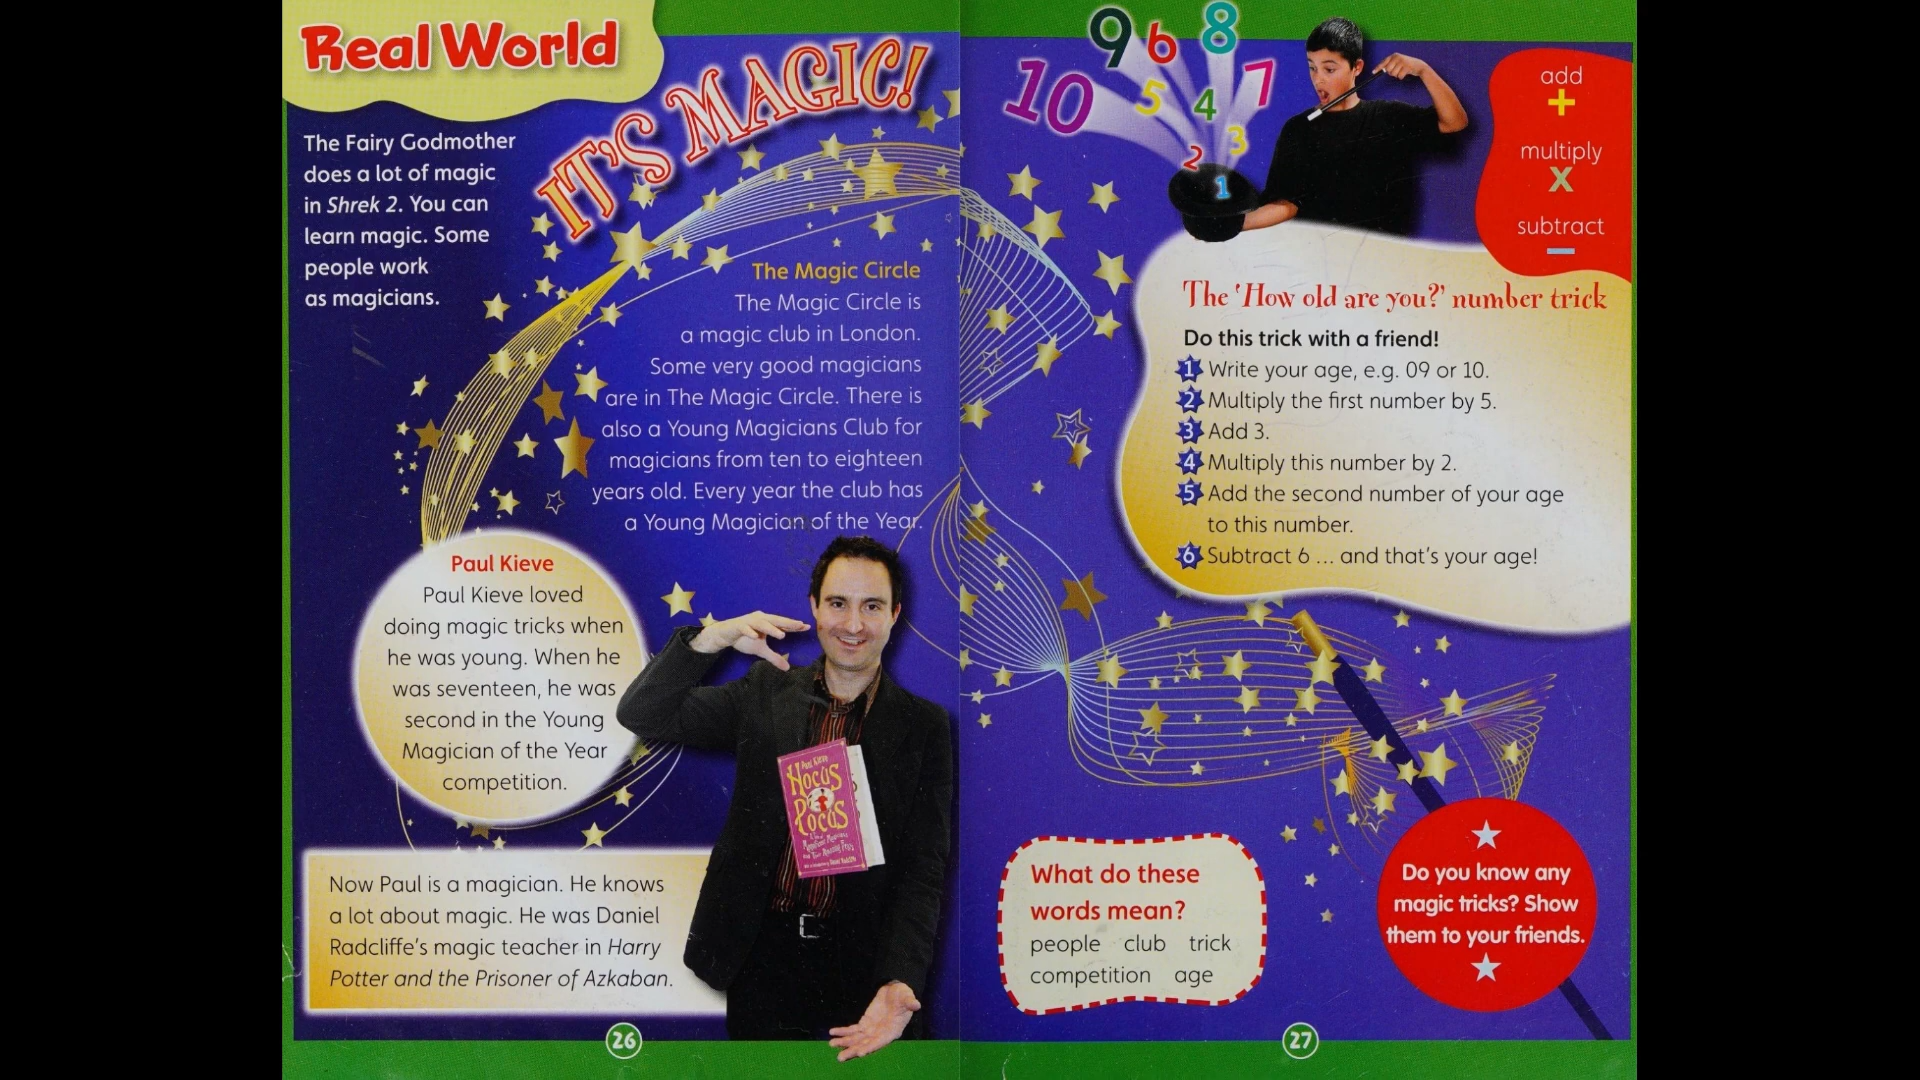 Real World
IT'S MAGIC!
The Fairy Godmother
does a lot of magic
in Shrek 2. You can
learn magic. Some
people work
as magicians.
The Magic Circle
The Magic Circle is
a magic club in London.
Some very good magicians
are in The Magic Circle. There is
also a Young Magicians Club for
magicians from ten to eighteen
years old. Every year the club has
a Young Magician of the Year.
Paul Kieve
Paul Kieve loved
doing magic tricks when
he was young. When he
was seventeen, he was
second in the Young
Magician of the Year
competition.
Paul Kieve
Hocus
Pocus
Now Paul is a magician. He knows
a lot about magic. He was Daniel
Radcliffe's magic teacher in Harry
Potter and the Prisoner of Azkaban.
26
9 6 8
10 5 4 7
2 3
1
add
+
multiply
x
subtract
−
The 'How old are you?' number trick
Do this trick with a friend!
1 Write your age, e.g. 09 or 10.
2 Multiply the first number by 5.
3 Add 3.
4 Multiply this number by 2.
5 Add the second number of your age
to this number.
6 Subtract 6 ... and that's your age!
What do these
words mean?
people club trick
competition age
Do you know any
magic tricks? Show
them to your friends.
27